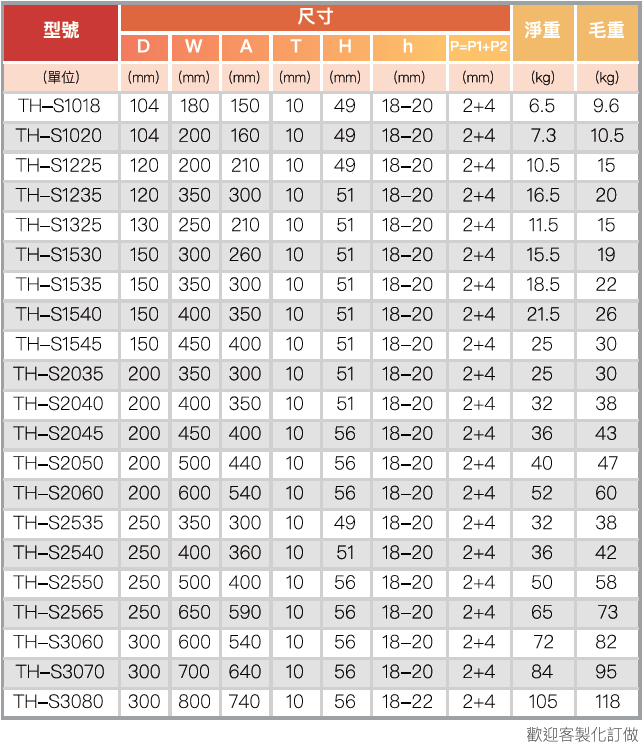 型號 尺寸 淨重 毛重
D W A T H h P=P1+P2
(單位) (mm) (mm) (mm) (mm) (mm) (mm) (mm) (kg) (kg)
TH-S1018 104 180 150 10 49 18-20 2+4 6.5 9.6
TH-S1020 104 200 160 10 49 18-20 2+4 7.3 10.5
TH-S1225 120 200 210 10 49 18-20 2+4 10.5 15
TH-S1235 120 350 300 10 51 18-20 2+4 16.5 20
TH-S1325 130 250 210 10 51 18-20 2+4 11.5 15
TH-S1530 150 300 260 10 51 18-20 2+4 15.5 19
TH-S1535 150 350 300 10 51 18-20 2+4 18.5 22
TH-S1540 150 400 350 10 51 18-20 2+4 21.5 26
TH-S1545 150 450 400 10 51 18-20 2+4 25 30
TH-S2035 200 350 300 10 51 18-20 2+4 25 30
TH-S2040 200 400 350 10 51 18-20 2+4 32 38
TH-S2045 200 450 400 10 56 18-20 2+4 36 43
TH-S2050 200 500 440 10 56 18-20 2+4 40 47
TH-S2060 200 600 540 10 56 18-20 2+4 52 60
TH-S2535 250 350 300 10 49 18-20 2+4 32 38
TH-S2540 250 400 360 10 51 18-20 2+4 36 42
TH-S2550 250 500 400 10 56 18-20 2+4 50 58
TH-S2565 250 650 590 10 56 18-20 2+4 65 73
TH-S3060 300 600 540 10 56 18-20 2+4 72 82
TH-S3070 300 700 640 10 56 18-20 2+4 84 95
TH-S3080 300 800 740 10 56 18-22 2+4 105 118
歡迎客製化訂做